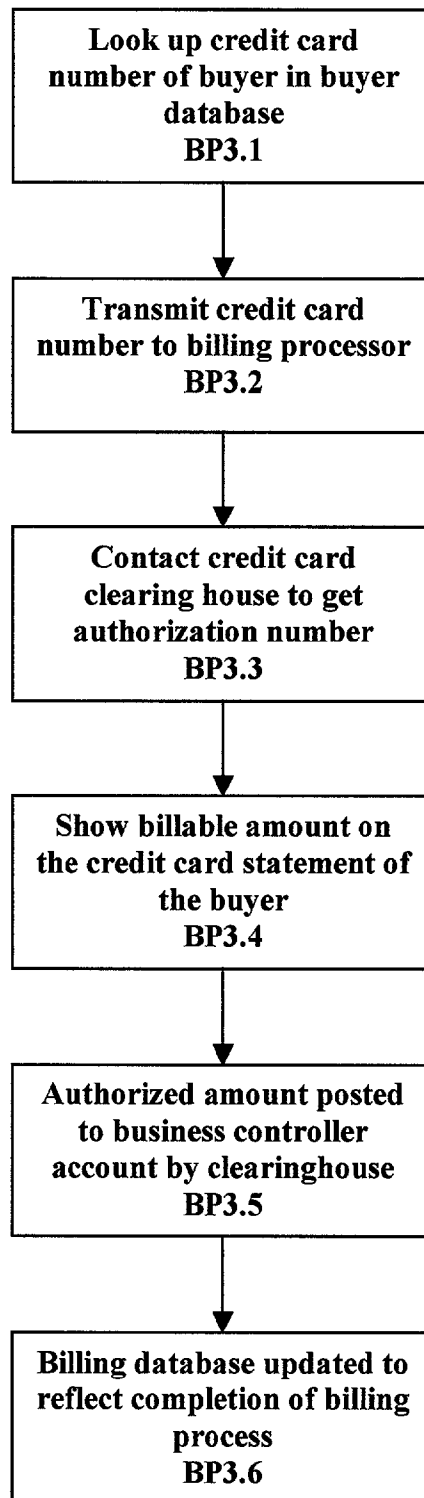 Look up credit card
number of buyer in buyer
database
BP3.1
Transmit credit card
number to billing processor
BP3.2
Contact credit card
clearing house to get
authorization number
BP3.3
Show billable amount on
the credit card statement of
the buyer
BP3.4
Authorized amount posted
to business controller
account by clearinghouse
BP3.5
Billing database updated to
reflect completion of billing
process
BP3.6